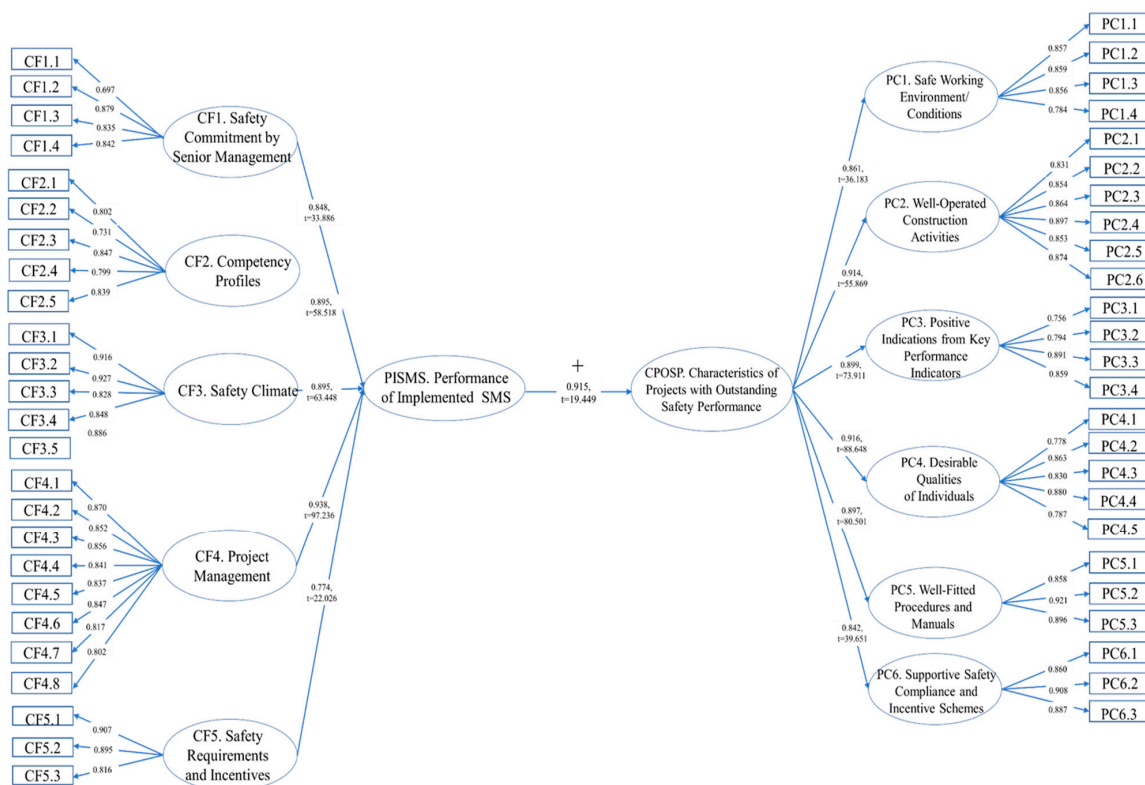 CF1.1
CF1.2
CF1.3
CF1.4
0.697
0.879
0.835
0.842
CF1. Safety
Commitment by
Senior Management
CF2.1
CF2.2
CF2.3
CF2.4
CF2.5
0.802
0.731
0.847
0.799
0.839
CF2. Competency
Profiles
CF3.1
CF3.2
CF3.3
CF3.4
CF3.5
0.916
0.927
0.828
0.848
0.886
CF3. Safety Climate
CF4.1
CF4.2
CF4.3
CF4.4
CF4.5
CF4.6
CF4.7
CF4.8
0.870
0.852
0.856
0.841
0.837
0.847
0.817
0.802
CF4. Project
Management
CF5.1
CF5.2
CF5.3
0.907
0.895
0.816
CF5. Safety
Requirements
and Incentives
0.848,
t=33.886
0.895,
t=58.518
0.895,
t=63.448
0.938,
t=97.236
0.774,
t=22.026
PISMS. Performance
of Implemented SMS
+
0.915,
t=19.449
CPOSP. Characteristics of
Projects with Outstanding
Safety Performance
0.861,
t=36.183
0.914,
t=55.869
0.899,
t=73.911
0.916,
t=88.648
0.897,
t=80.501
0.842,
t=39.651
PC1. Safe Working
Environment/
Conditions
0.857
0.859
0.856
0.784
PC1.1
PC1.2
PC1.3
PC1.4
PC2. Well-Operated
Construction
Activities
0.831
0.854
0.864
0.897
0.853
0.874
PC2.1
PC2.2
PC2.3
PC2.4
PC2.5
PC2.6
PC3. Positive
Indications from Key
Performance
Indicators
0.756
0.794
0.891
0.859
PC3.1
PC3.2
PC3.3
PC3.4
PC4. Desirable
Qualities
of Individuals
0.778
0.863
0.830
0.880
0.787
PC4.1
PC4.2
PC4.3
PC4.4
PC4.5
PC5. Well-Fitted
Procedures and
Manuals
0.858
0.921
0.896
PC5.1
PC5.2
PC5.3
PC6. Supportive Safety
Compliance and
Incentive Schemes
0.860
0.908
0.887
PC6.1
PC6.2
PC6.3